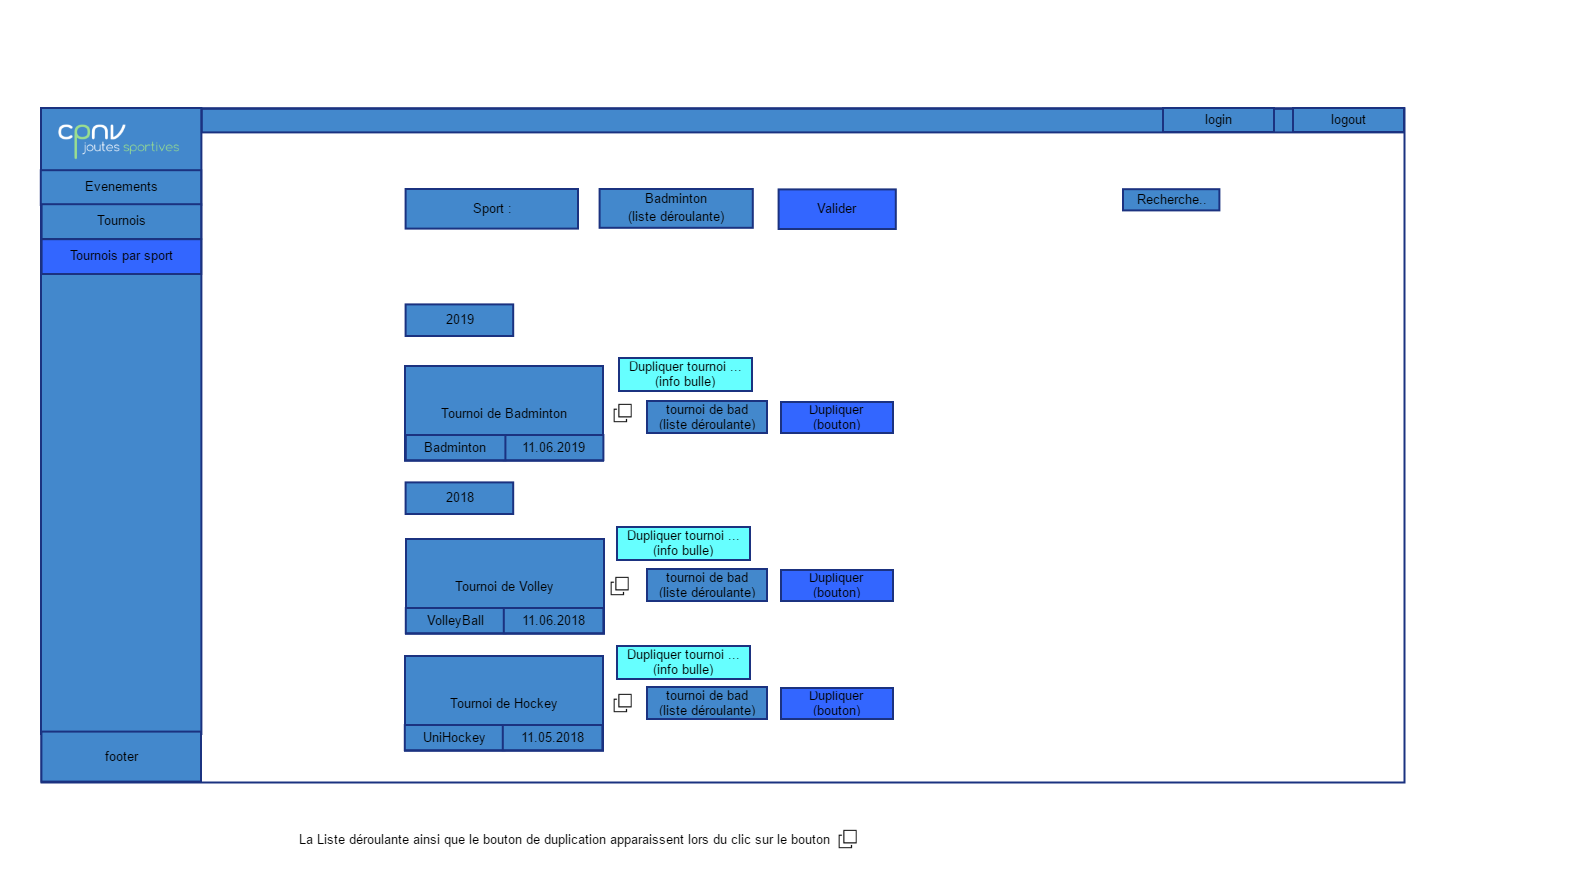 cpnv
joutes sportives
login
logout
Evenements
Tournois
Tournois par sport
footer
Sport :
Badminton
(liste déroulante)
Valider
Recherche..
2019
Tournoi de Badminton
Badminton
11.06.2019
Dupliquer tournoi ...
(info bulle)
tournoi de bad
(liste déroulante)
Dupliquer
(bouton)
2018
Tournoi de Volley
VolleyBall
11.06.2018
Dupliquer tournoi ...
(info bulle)
tournoi de bad
(liste déroulante)
Dupliquer
(bouton)
Tournoi de Hockey
UniHockey
11.05.2018
Dupliquer tournoi ...
(info bulle)
tournoi de bad
(liste déroulante)
Dupliquer
(bouton)
La Liste déroulante ainsi que le bouton de duplication apparaissent lors du clic sur le bouton